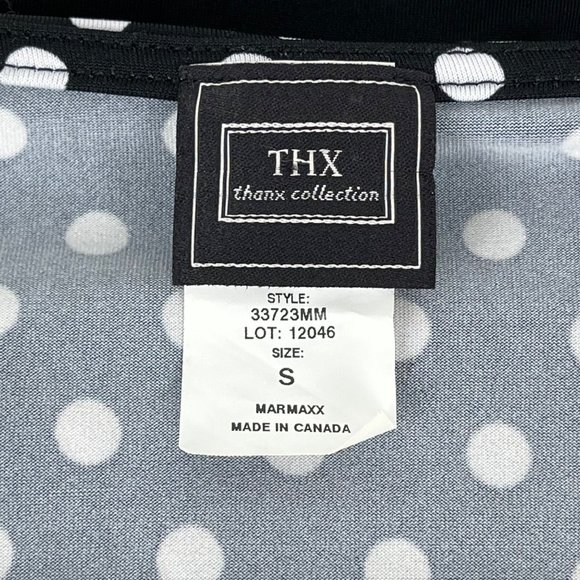 THX
thanx collection
STYLE:
33723MM
LOT: 12046
SIZE:
S
MARMAXX
MADE IN CANADA